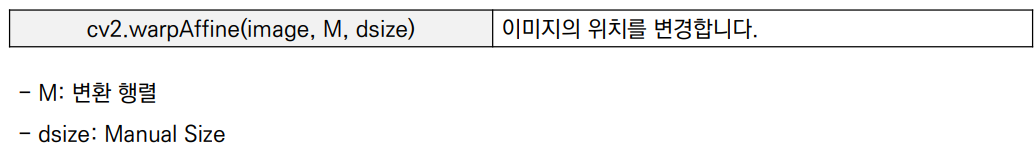 cv2.warpAffine(image, M, dsize) 이미지의 위치를 변경합니다.
- M: 변환 행렬
- dsize: Manual Size